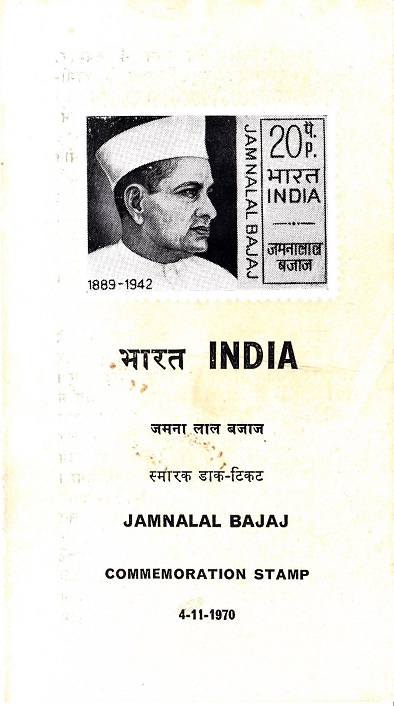 JAMNALAL BAJAJ
20 पै.
P.
भारत
INDIA
जमनालाल
बजाज
1889-1942
भारत INDIA
जमना लाल बजाज
स्मारक डाक-टिकट
JAMNALAL BAJAJ
COMMEMORATION STAMP
4-11-1970